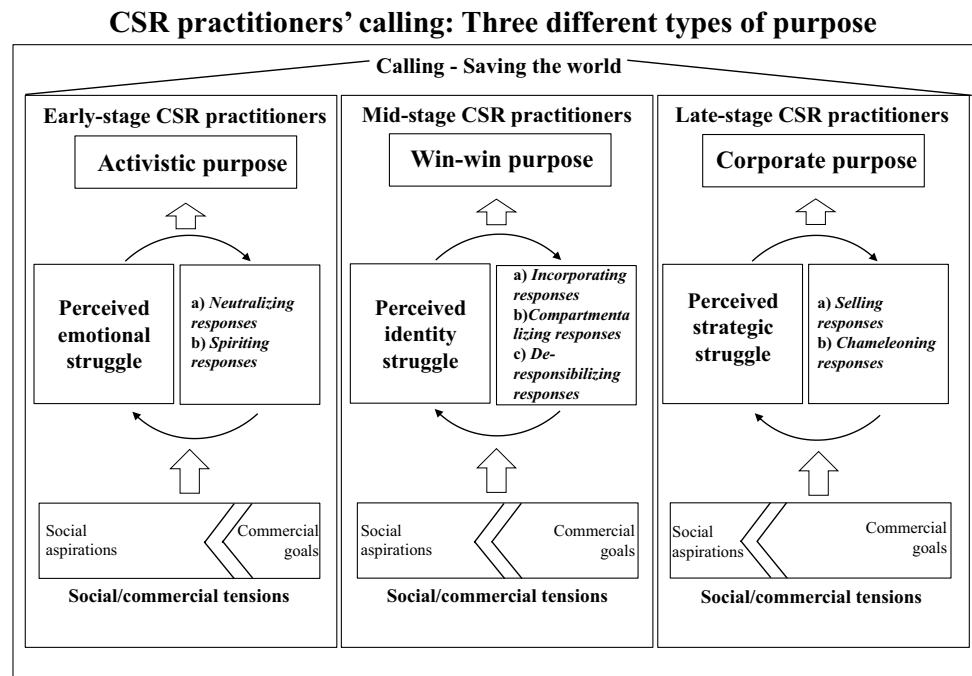 CSR practitioners’ calling: Three different types of purpose
Calling - Saving the world
Early-stage CSR practitioners
Activistic purpose
Perceived
emotional
struggle
a) Neutralizing
responses
b) Spiriting
responses
Social
aspirations
Commercial
goals
Social/commercial tensions
Mid-stage CSR practitioners
Win-win purpose
Perceived
identity
struggle
a) Incorporating
responses
b)Compartmenta
lizing responses
c) De-
responsibilizing
responses
Social
aspirations
Commercial
goals
Social/commercial tensions
Late-stage CSR practitioners
Corporate purpose
Perceived
strategic
struggle
a) Selling
responses
b) Chameleoning
responses
Social
aspirations
Commercial
goals
Social/commercial tensions